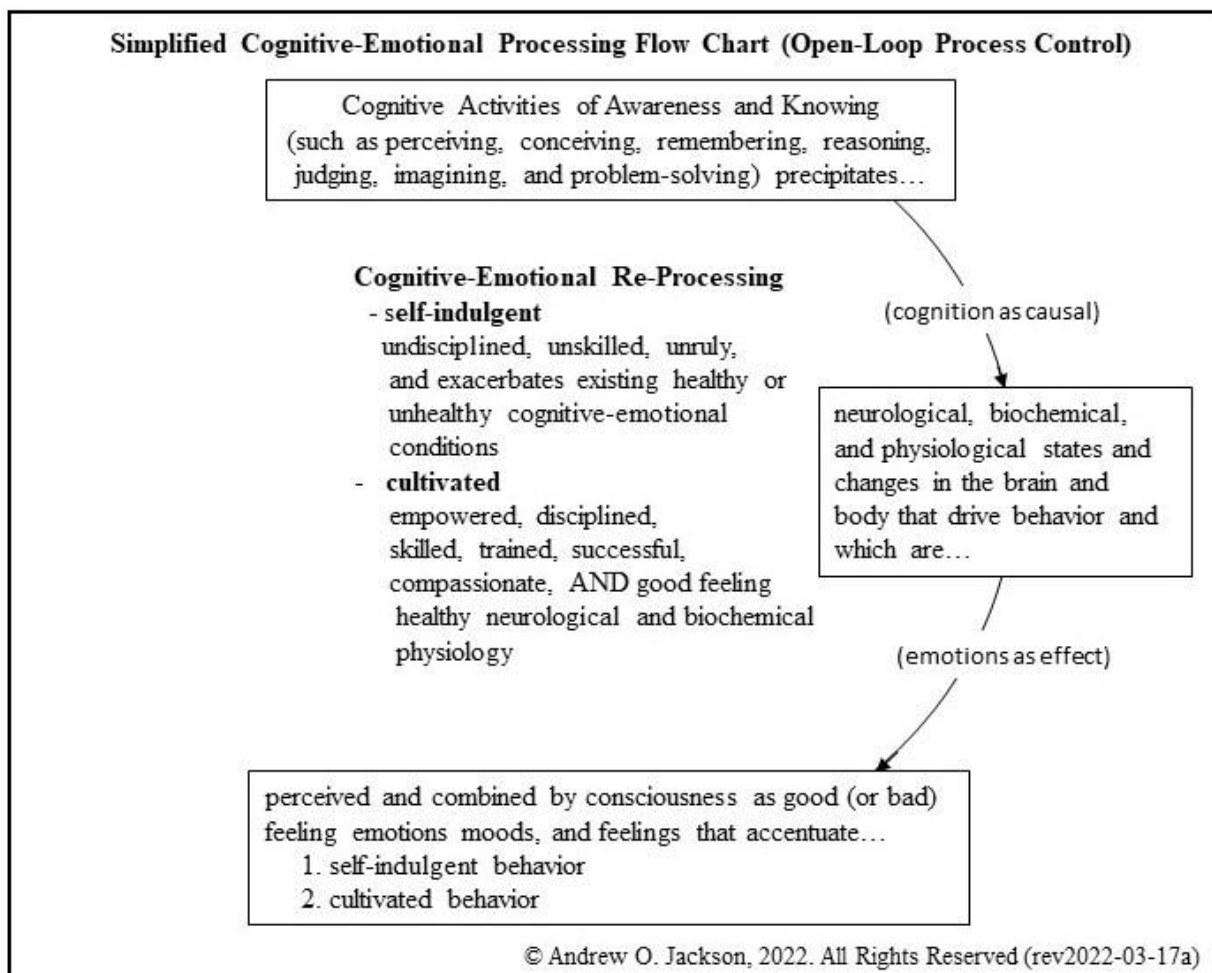 Simplified Cognitive-Emotional Processing Flow Chart (Open-Loop Process Control)
Cognitive Activities of Awareness and Knowing
(such as perceiving, conceiving, remembering, reasoning,
judging, imagining, and problem-solving) precipitates…
(cognition as causal)
neurological, biochemical,
and physiological states and
changes in the brain and
body that drive behavior and
which are…
(emotions as effect)
perceived and combined by consciousness as good (or bad)
feeling emotions moods, and feelings that accentuate…
1. self-indulgent behavior
2. cultivated behavior
Cognitive-Emotional Re-Processing
- self-indulgent
undisciplined, unskilled, unruly,
and exacerbates existing healthy or
unhealthy cognitive-emotional
conditions
- cultivated
empowered, disciplined,
skilled, trained, successful,
compassionate, AND good feeling
healthy neurological and biochemical
physiology
© Andrew O. Jackson, 2022. All Rights Reserved (rev2022-03-17a)